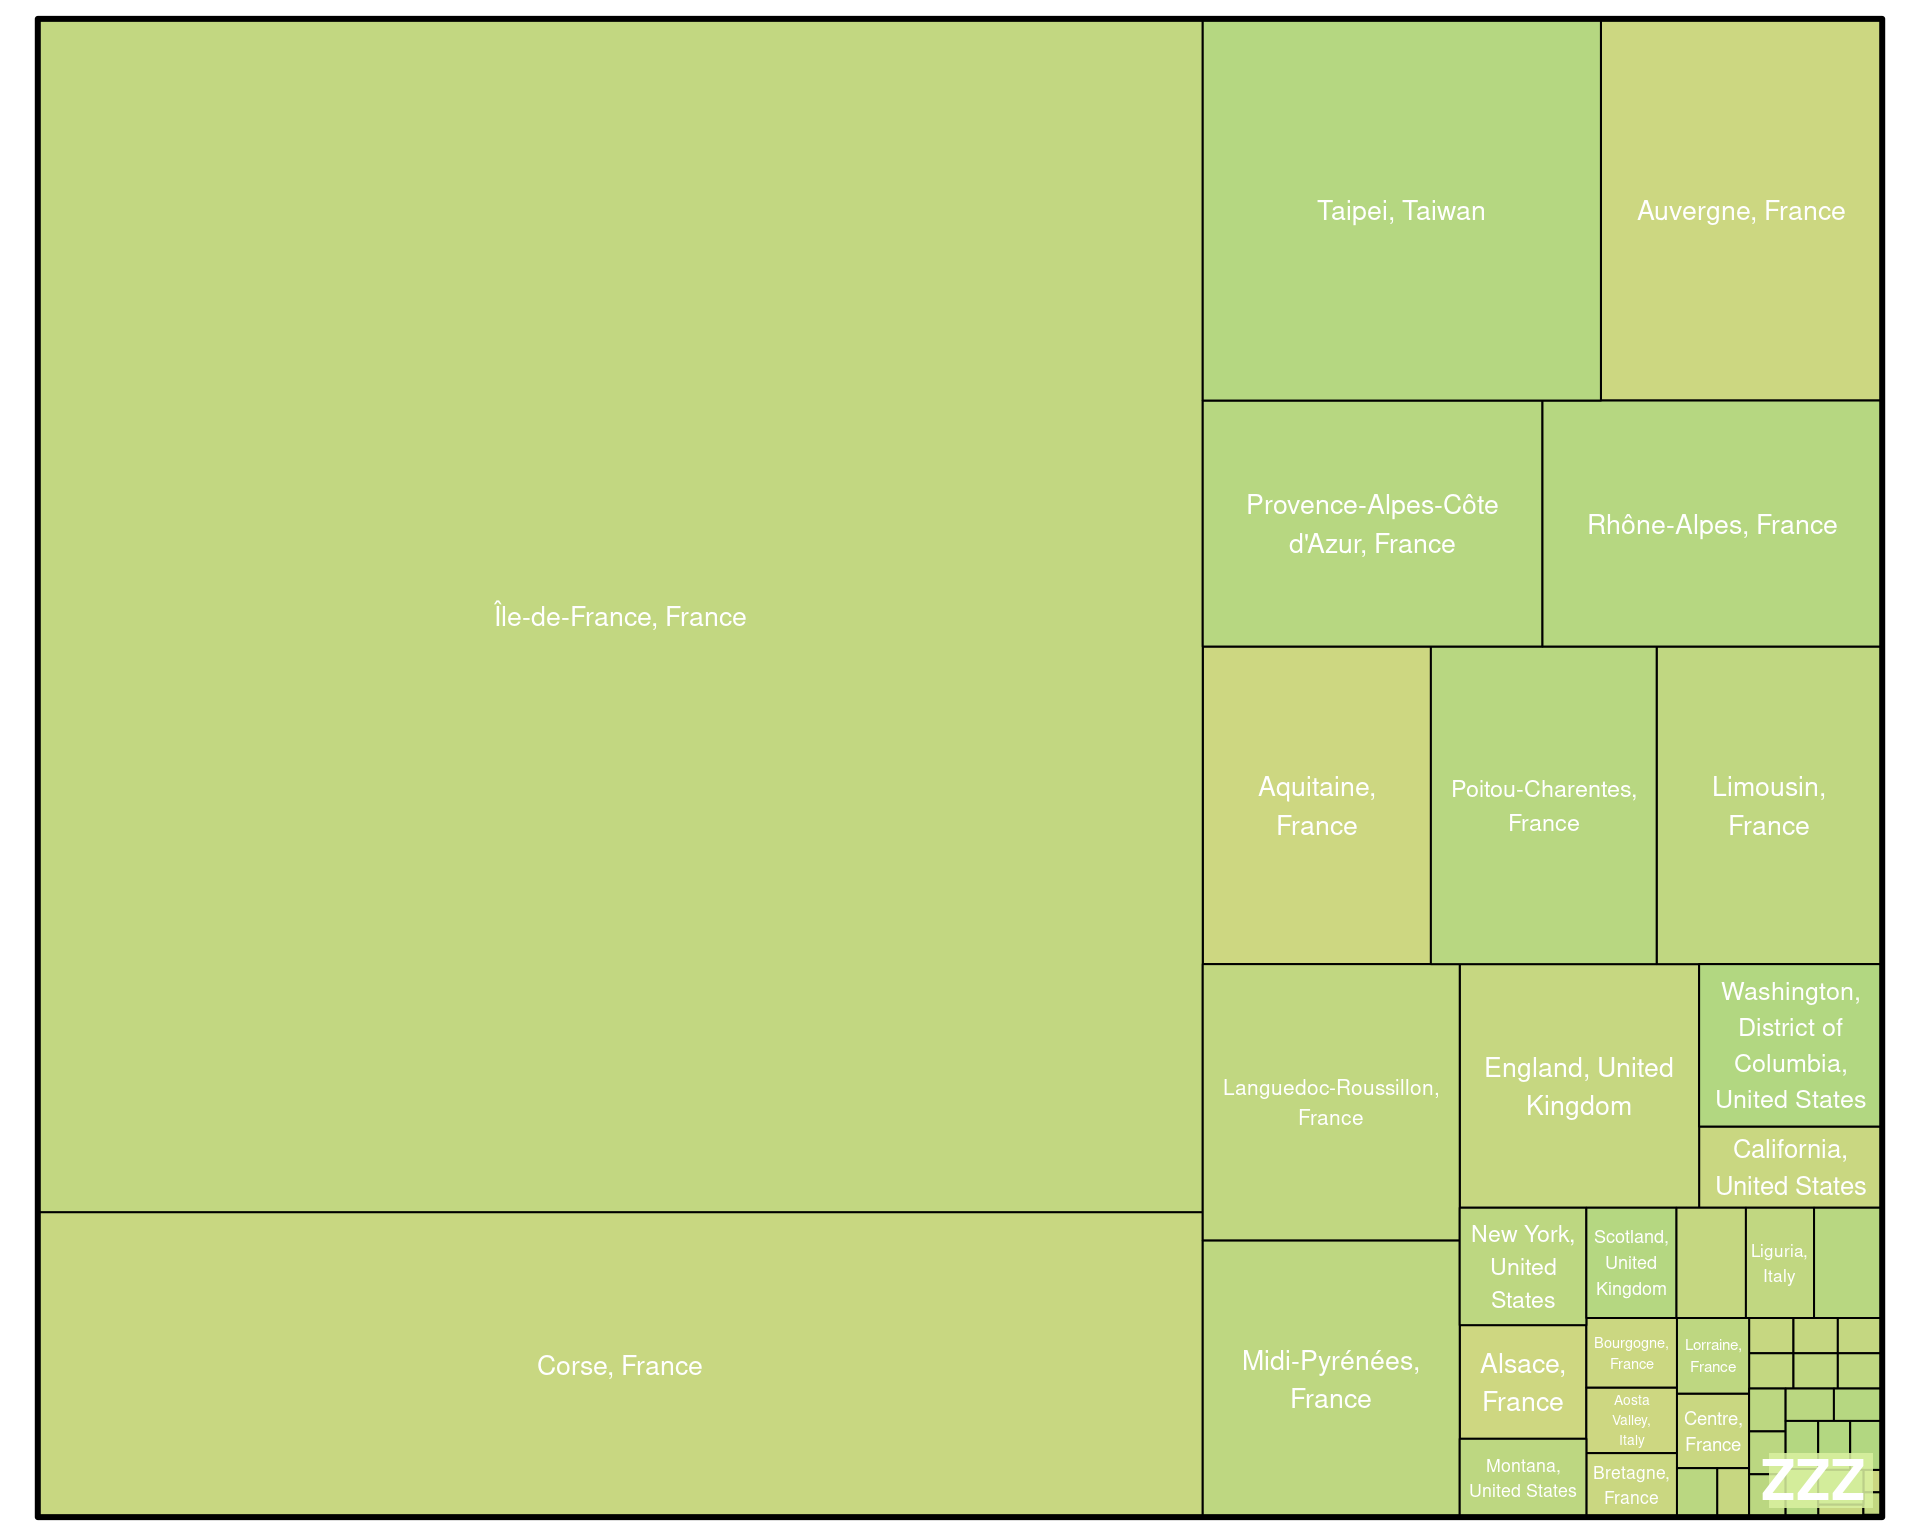 Île-de-France, France
Corse, France
Taipei, Taiwan
Auvergne, France
Provence-Alpes-Côte
d'Azur, France
Rhône-Alpes, France
Aquitaine,
France
Poitou-Charentes,
France
Limousin,
France
Languedoc-Roussillon,
France
Midi-Pyrénées,
France
England, United
Kingdom
Washington,
District of
Columbia,
United States
California,
United States
New York,
United
States
Alsace,
France
Montana,
United States
Scotland,
United
Kingdom
Liguria,
Italy
Bourgogne,
France
Aosta
Valley,
Italy
Bretagne,
France
Lorraine,
France
Centre,
France
ZZZ